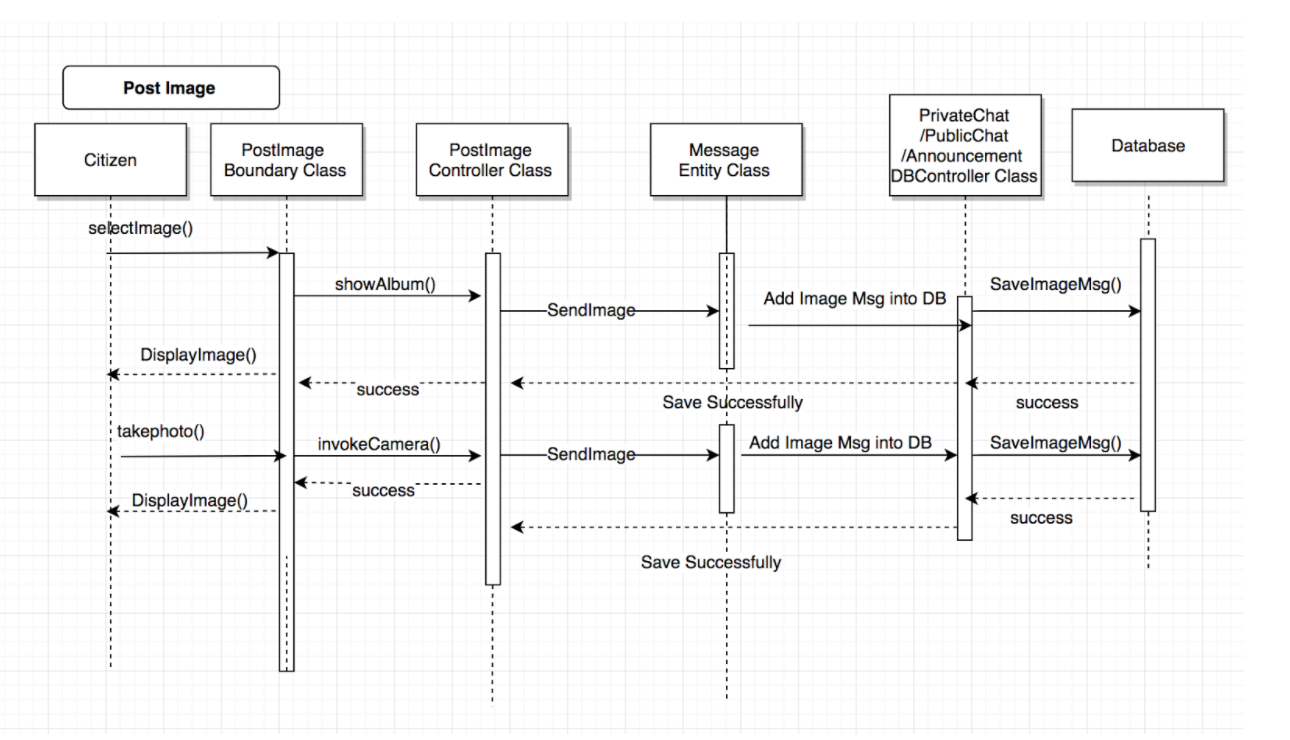 Post Image
Citizen
PostImage
Boundary Class
PostImage
Controller Class
Message
Entity Class
PrivateChat
/PublicChat
/Announcement
DBController Class
Database
selectImage()
showAlbum()
SendImage
Add Image Msg into DB
SaveImageMsg()
DisplayImage()
success
Save Successfully
success
takephoto()
invokeCamera()
SendImage
Add Image Msg into DB
SaveImageMsg()
DisplayImage()
success
success
Save Successfully